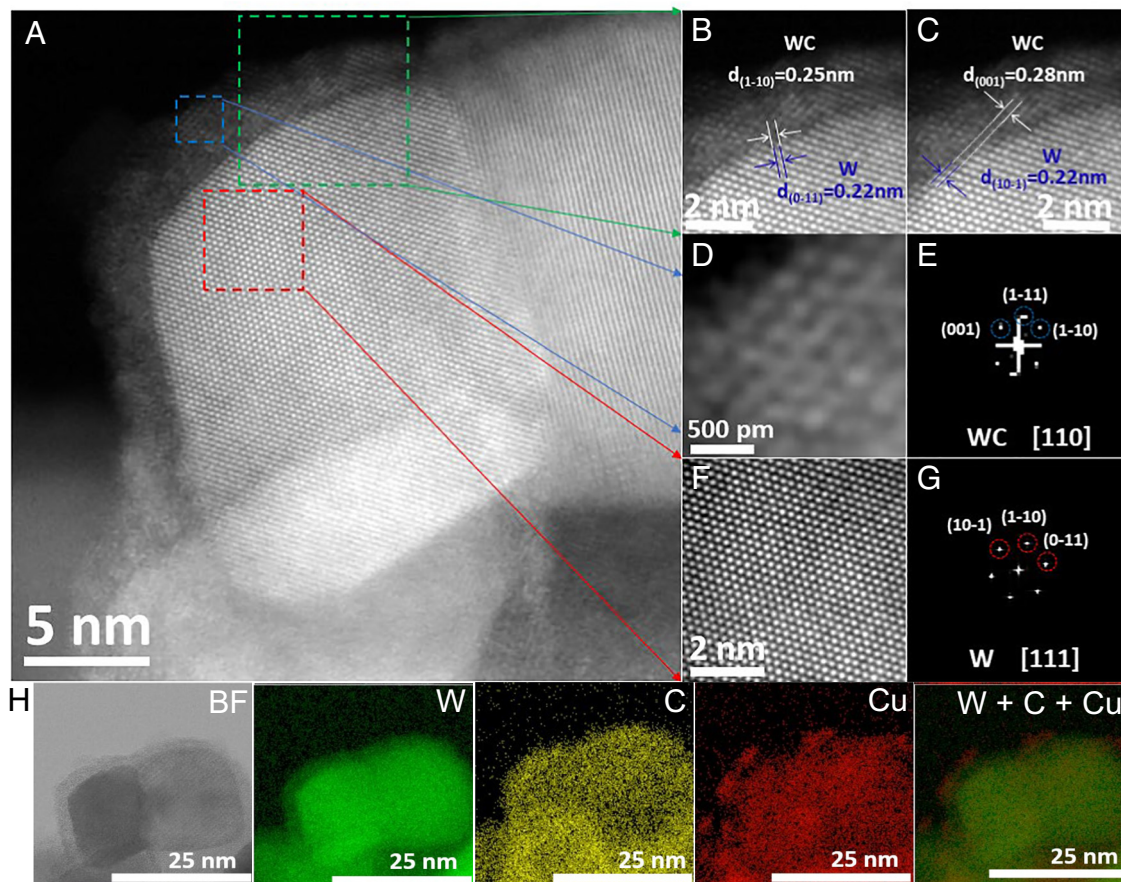 A
5 nm
B
WC
d(1-10)=0.25nm
W
d(0-11)=0.22nm
2 nm
C
WC
d(001)=0.28nm
W
d(10-1)=0.22nm
2 nm
D
500 pm
E
(1-11)
(001)
(1-10)
WC [110]
F
2 nm
G
(1-10)
(10-1)
(0-11)
W [111]
H
BF
25 nm
W
25 nm
C
25 nm
Cu
25 nm
W + C + Cu
25 nm